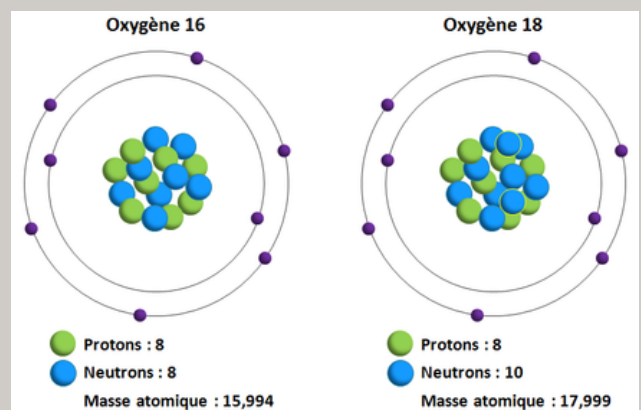 Oxygène 16
Protons : 8
Neutrons : 8
Masse atomique : 15,994
Oxygène 18
Protons : 8
Neutrons : 10
Masse atomique : 17,999